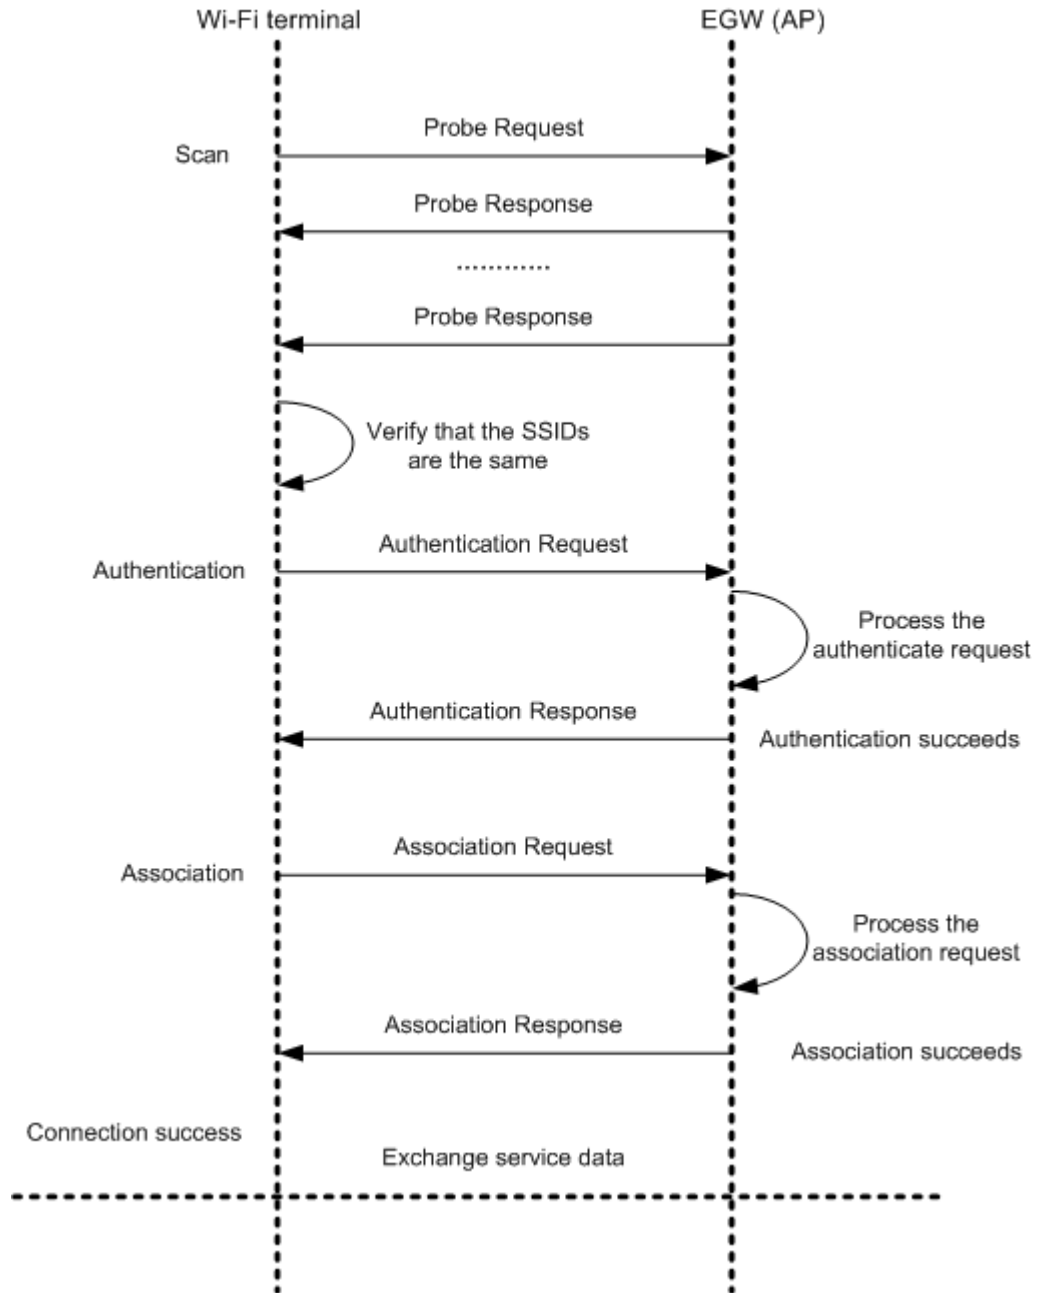 Wi-Fi terminal
EGW (AP)
Probe Request
Scan
Probe Response
............
Probe Response
Verify that the SSIDs
are the same
Authentication Request
Authentication
Process the
authenticate request
Authentication Response
Authentication succeeds
Association Request
Association
Process the
association request
Association Response
Association succeeds
Connection success
Exchange service data